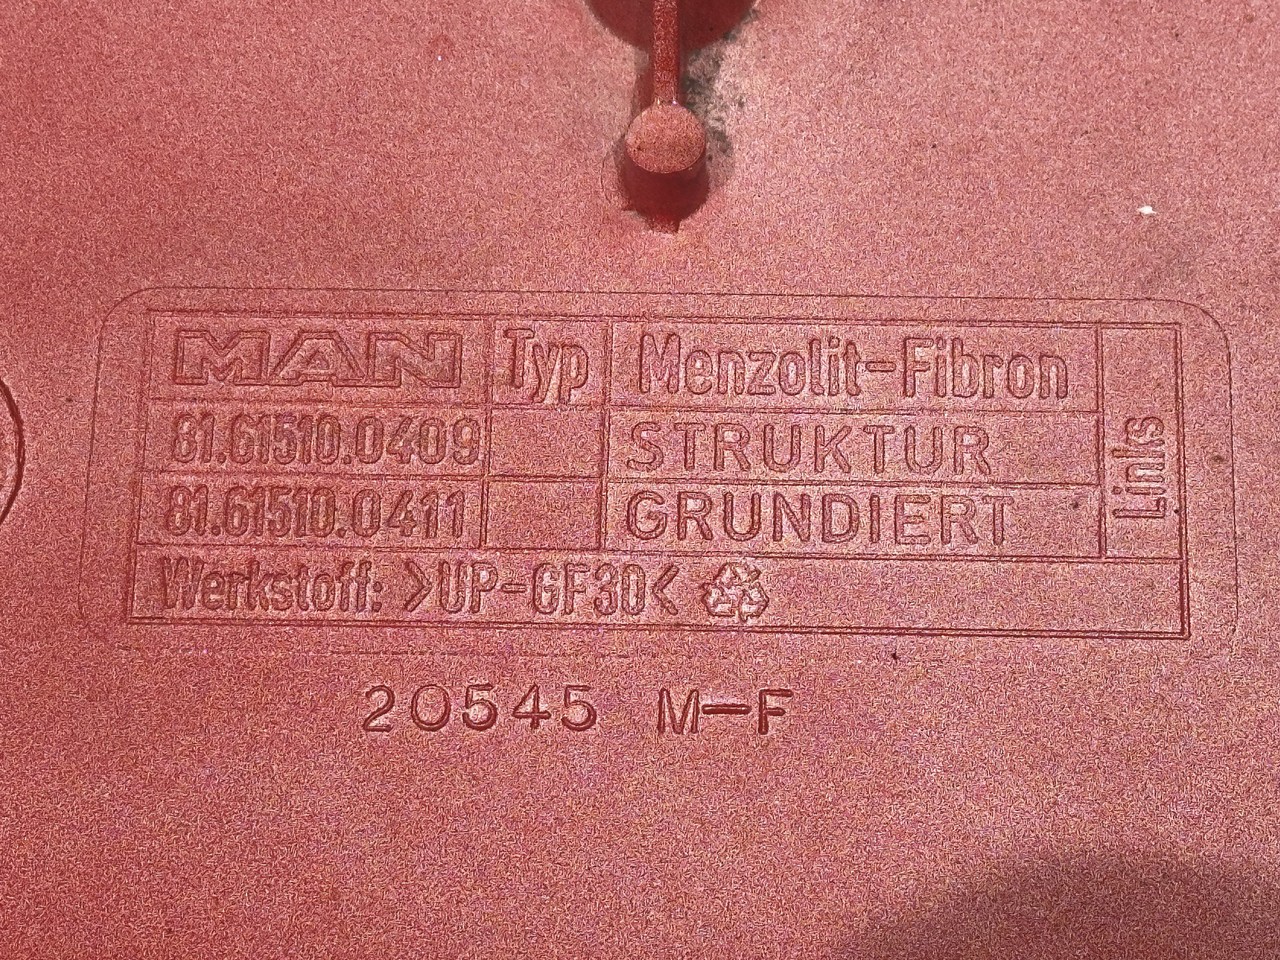 MAN Typ Menzolit-Fibron
81.61510.0409 STRUKTUR
81.61510.0411 GRUNDIERT
Links
Werkstoff: >UP-GF30<
20545 M-F